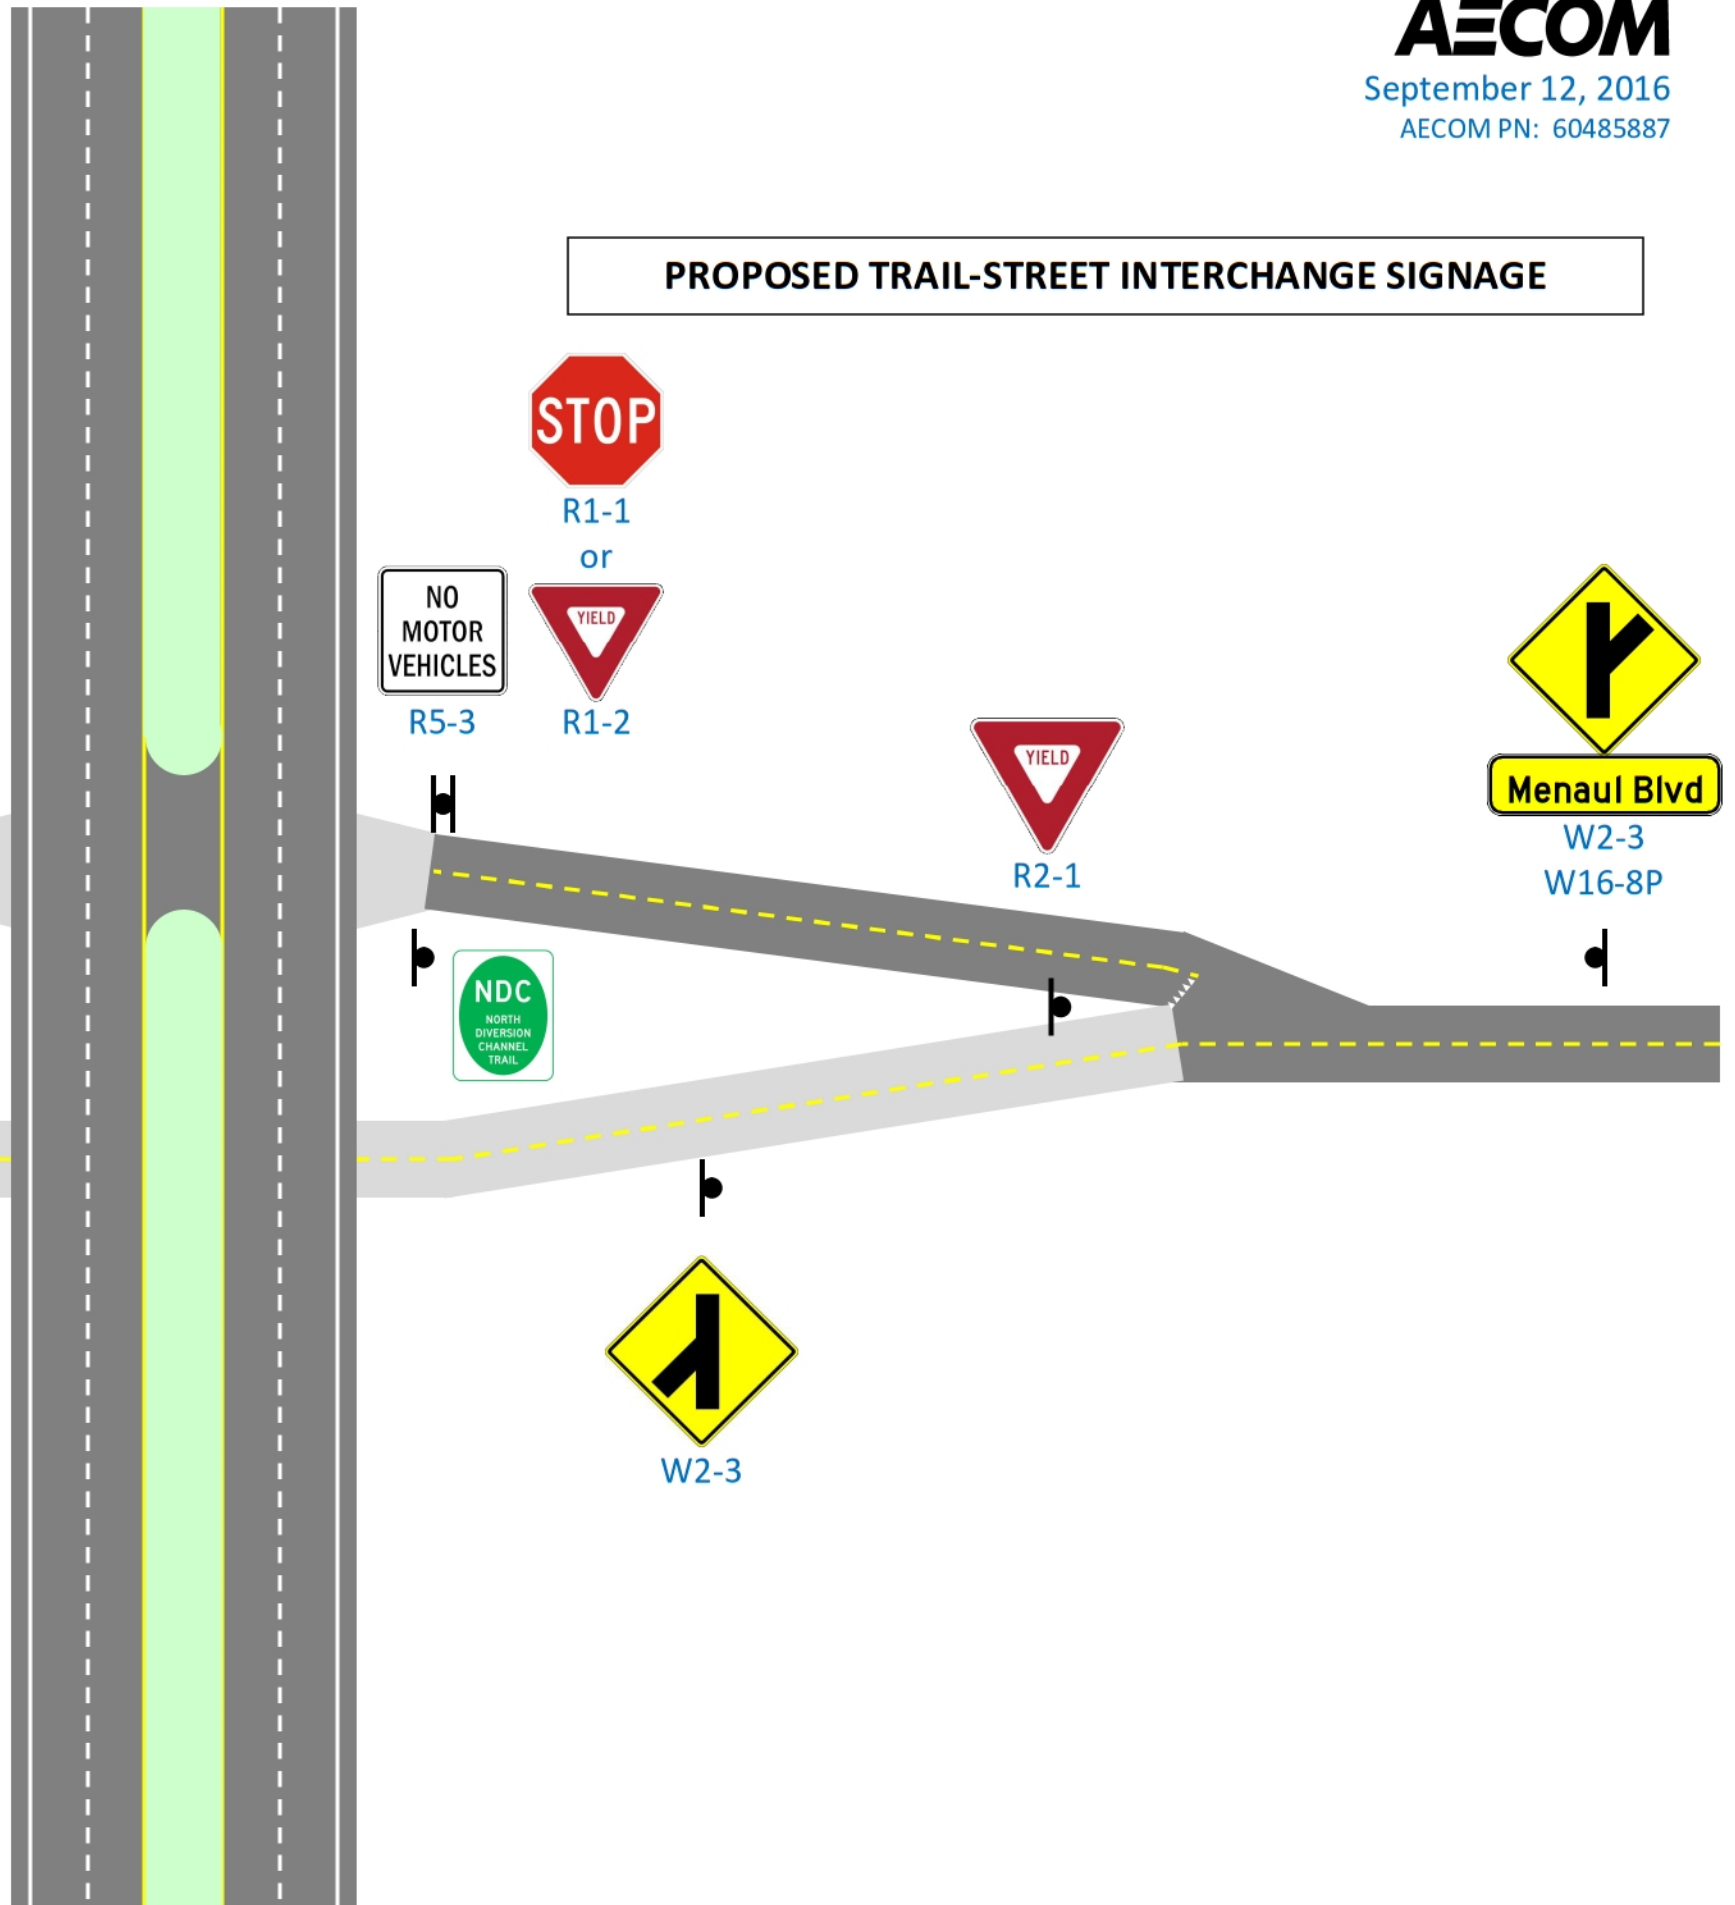 AECOM
September 12, 2016
AECOM PN: 60485887
PROPOSED TRAIL-STREET INTERCHANGE SIGNAGE
STOP
R1-1
or
NO
MOTOR
VEHICLES
R5-3
YIELD
R1-2
YIELD
R2-1
Menaul Blvd
W2-3
W16-8P
NDC
NORTH
DIVERSION
CHANNEL
TRAIL
W2-3